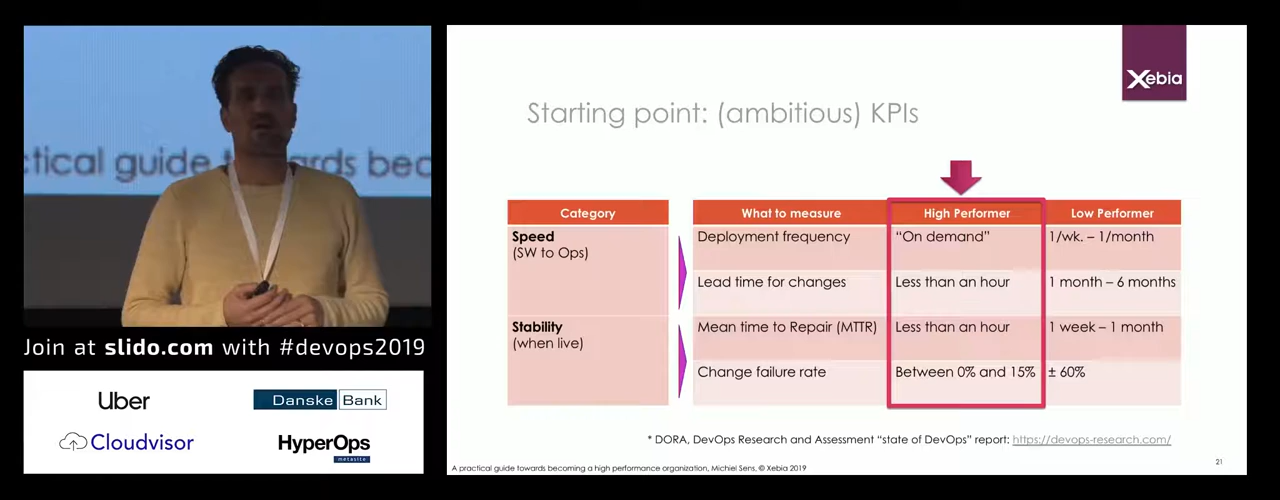 ctical guide t
ards bec
Join at slido.com with #devops2019
Uber
Danske Bank
Cloudvisor
HyperOps
metasite
Xebia
Starting point: (ambitious) KPIs
Category
What to measure
High Performer
Low Performer
Speed
(SW to Ops)
Deployment frequency
“On demand”
1/wk. – 1/month
Lead time for changes
Less than an hour
1 month – 6 months
Stability
(when live)
Mean time to Repair (MTTR)
Less than an hour
1 week – 1 month
Change failure rate
Between 0% and 15%
± 60%
* DORA, DevOps Research and Assessment “state of DevOps” report: https://devops-research.com/
A practical guide towards becoming a high performance organization, Michiel Sens, © Xebia 2019
21